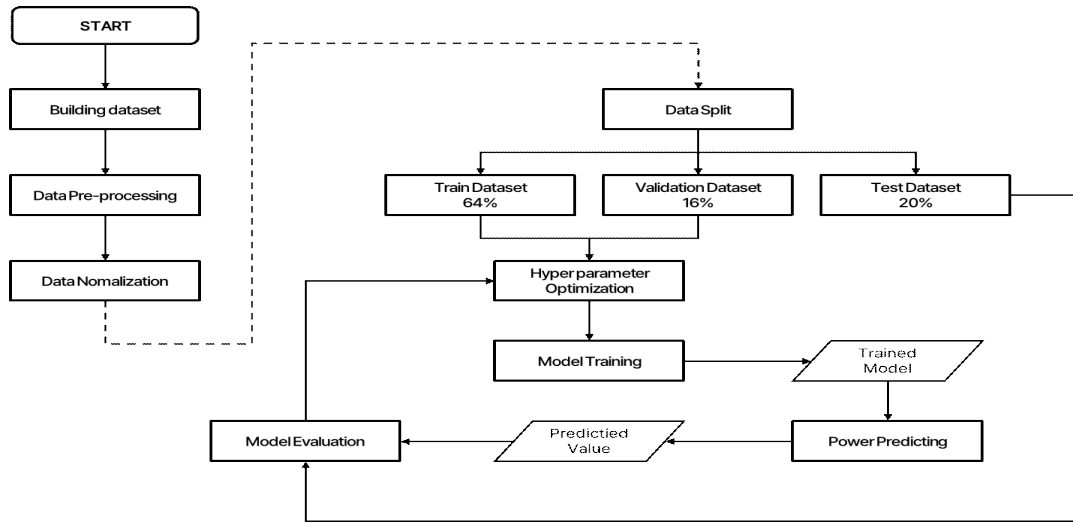 START
Building dataset
Data Pre-processing
Data Nomalization
Data Split
Train Dataset
64%
Validation Dataset
16%
Test Dataset
20%
Hyper parameter
Optimization
Model Training
Trained
Model
Power Predicting
Predictied
Value
Model Evaluation